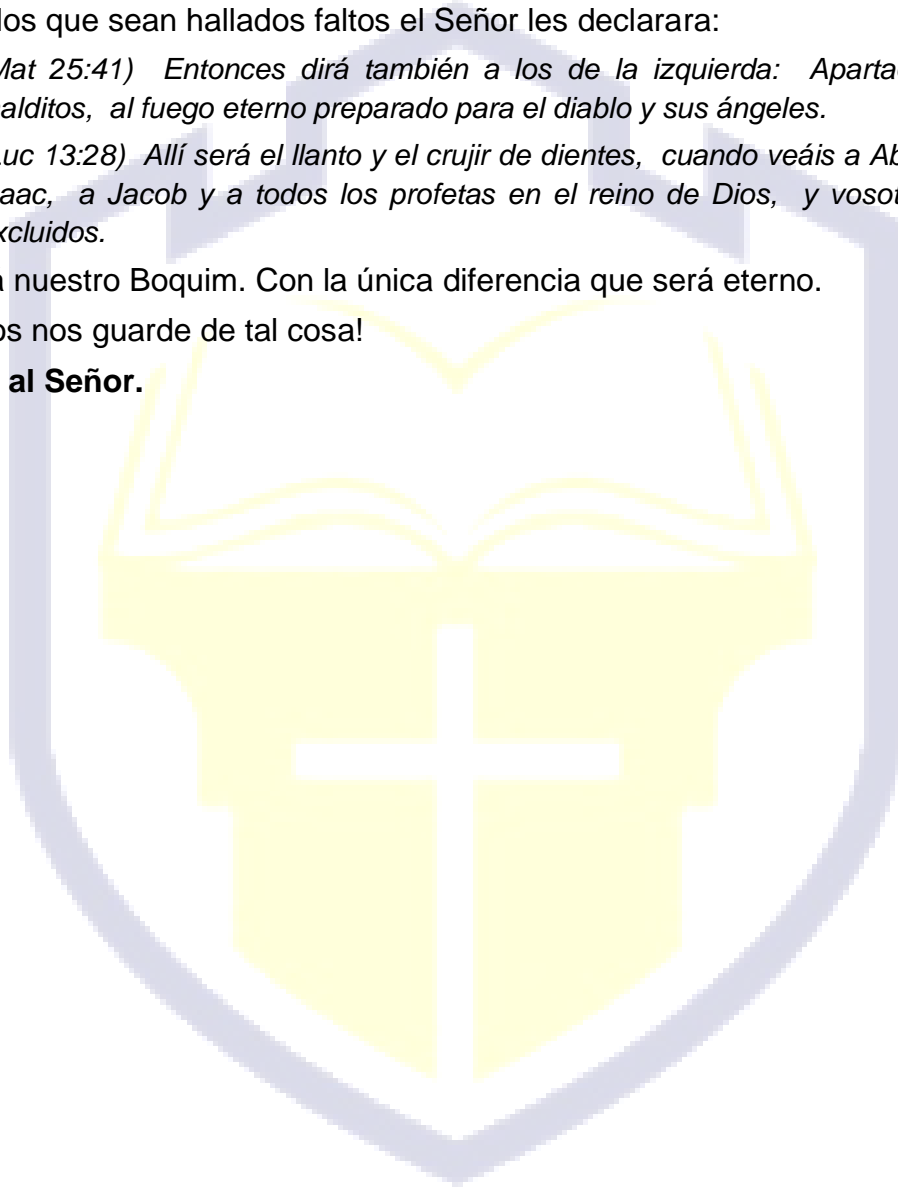 los que sean hallados faltos el Señor les declarara:
Mat 25:41) Entonces dirá también a los de la izquierda: Aparta
alditos, al fuego eterno preparado para el diablo y sus ángeles.
uc 13:28) Allí será el llanto y el crujir de dientes, cuando veáis a Ab
aac, a Jacob y a todos los profetas en el reino de Dios, y vosot
xcluidos.
a nuestro Boquim. Con la única diferencia que será eterno.
os nos guarde de tal cosa!
al Señor.